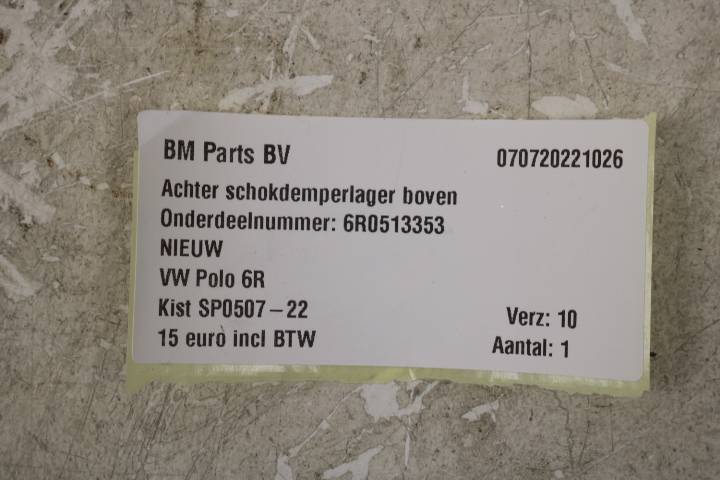 BM Parts BV 070720221026
Achter schokdemperlager boven
Onderdeelnummer: 6R0513353
NIEUW
VW Polo 6R
Kist SP0507-22 Verz: 10
15 euro incl BTW Aantal: 1